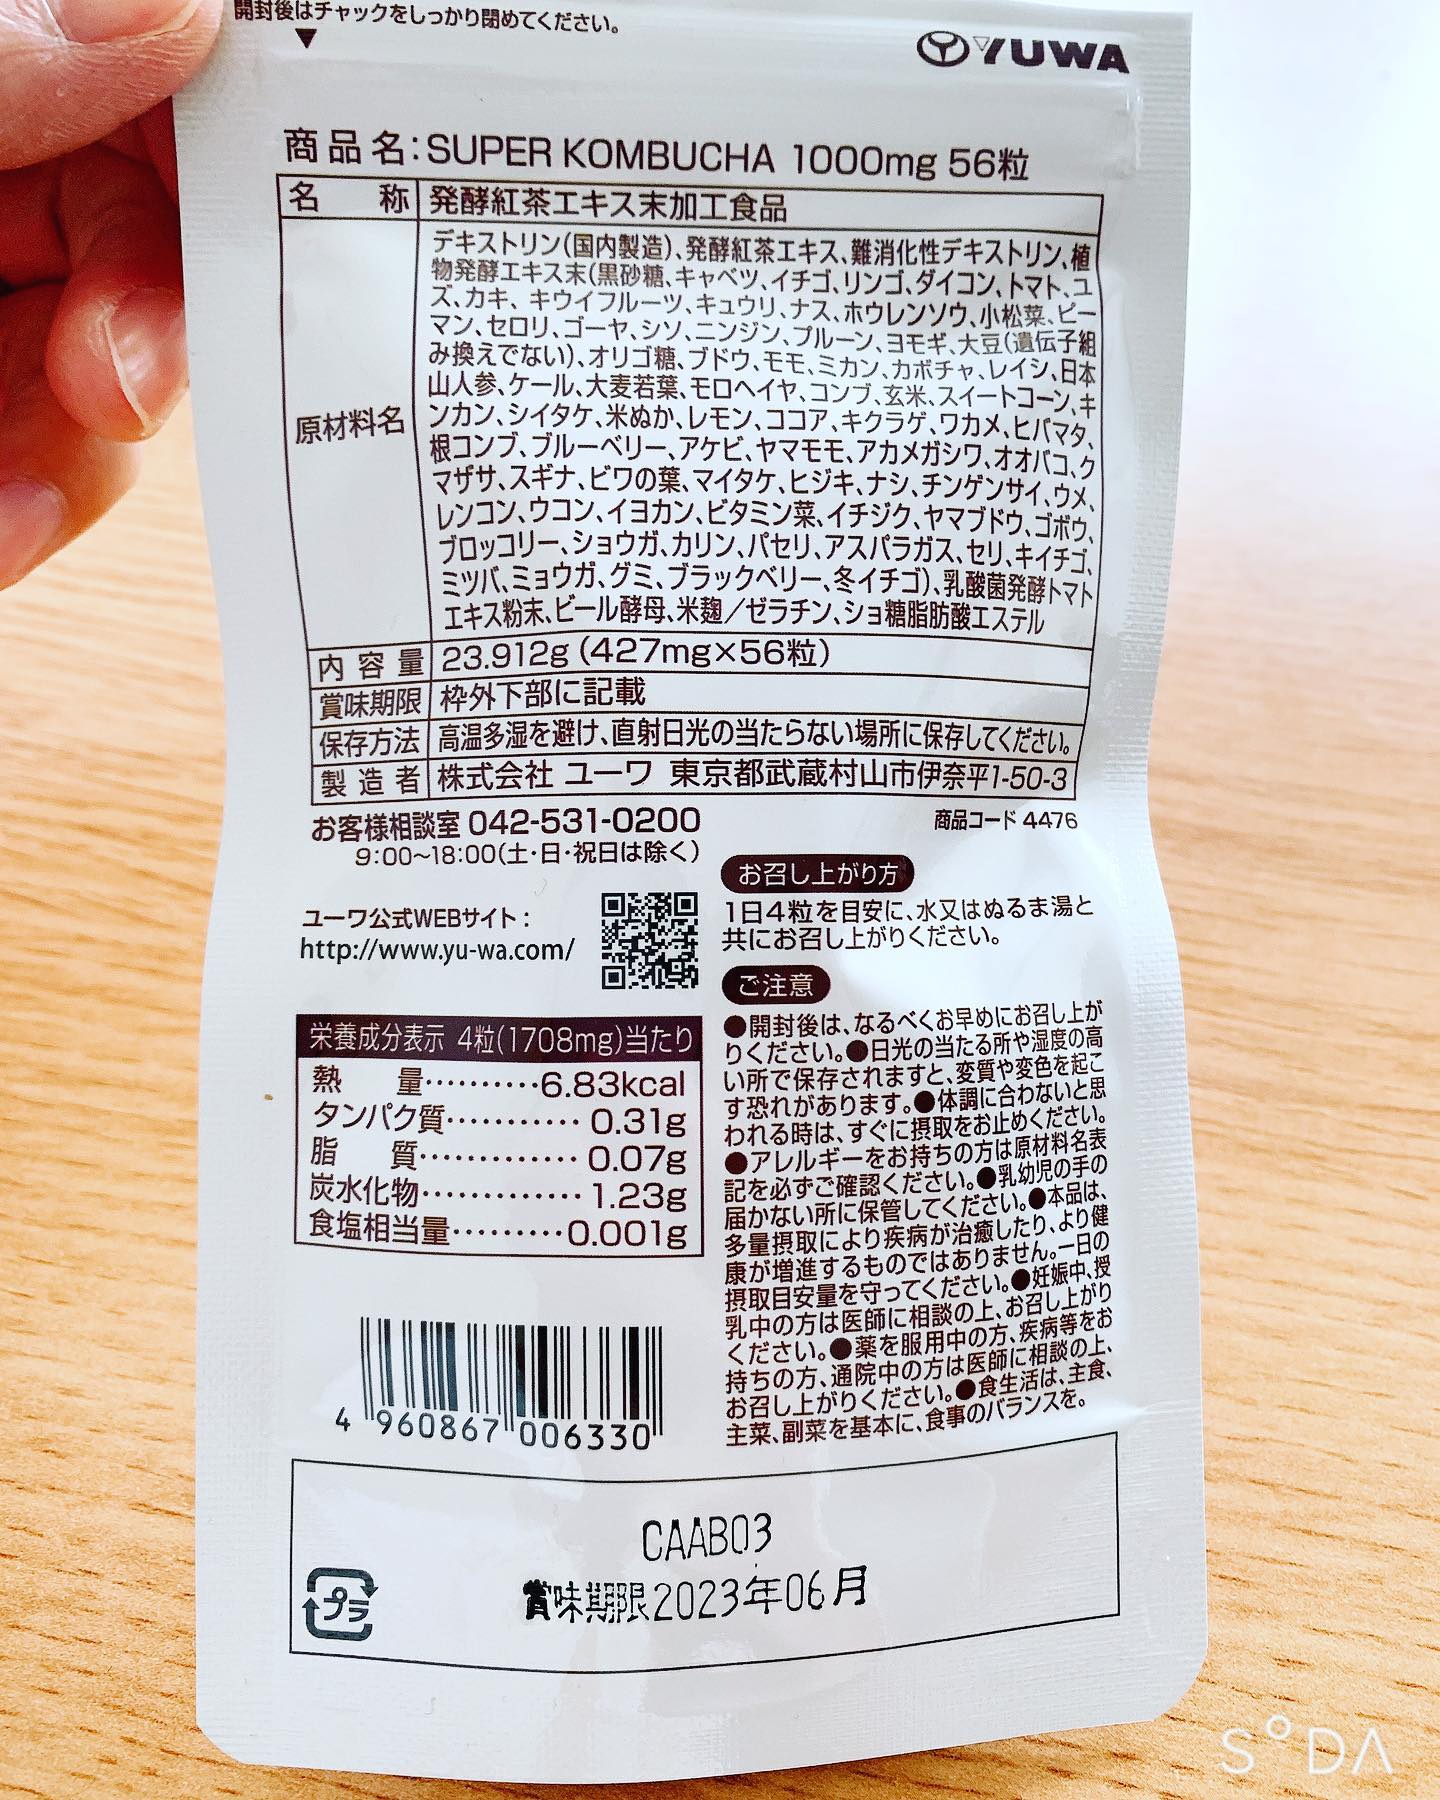 開封後はチャックをしっかり閉めてください。
YUWA
商品名:SUPER KOMBUCHA 1000mg 56粒
名 称 発酵紅茶エキス末加工食品
原材料名
デキストリン(国内製造)、発酵紅茶エキス、難消化性デキストリン、植
物発酵エキス末(黒砂糖、キャベツ、イチゴ、リンゴ、ダイコン、トマト、ユ
ズ、カキ、キウイフルーツ、キュウリ、ナス、ホウレンソウ、小松菜、ピー
マン、セロリ、ゴーヤ、シソ、ニンジン、プルーン、ヨモギ、大豆(遺伝子組
み換えでない)、オリゴ糖、ブドウ、モモ、ミカン、カボチャ、レイシ、日本
山人参、ケール、大麦若葉、モロヘイヤ、コンブ、玄米、スイートコーン、キ
ンカン、シイタケ、米ぬか、レモン、ココア、キクラゲ、ワカメ、ヒバマタ、
根コンブ、ブルーベリー、アケビ、ヤマモモ、アカメガシワ、オオバコ、ク
マザサ、スギナ、ビワの葉、マイタケ、ヒジキ、ナシ、チンゲンサイ、ウメ、
レンコン、ウコン、イヨカン、ビタミン菜、イチジク、ヤマブドウ、ゴボウ、
ブロッコリー、ショウガ、カリン、パセリ、アスパラガス、セリ、キイチゴ、
ミツバ、ミョウガ、グミ、ブラックベリー、冬イチゴ)、乳酸菌発酵トマト
エキス粉末、ビール酵母、米麹/ゼラチン、ショ糖脂肪酸エステル
内容量 23.912g (427mg×56粒)
賞味期限 枠外下部に記載
保存方法 高温多湿を避け、直射日光の当たらない場所に保存してください。
製造者 株式会社 ユーワ 東京都武蔵村山市伊奈平1-50-3
お客様相談室 042-531-0200
9:00~18:00(土・日・祝日は除く)
商品コード 4476
ユーワ公式WEBサイト:
http://www.yu-wa.com/
お召し上がり方
1日4粒を目安に、水又はぬるま湯と
共にお召し上がりください。
栄養成分表示 4粒(1708mg)当たり
熱 量··········6.83kcal
タンパク質··········· 0.31g
脂 質············· 0.07g
炭水化物············· 1.23g
食塩相当量·········0.001g
ご注意
●開封後は、なるべくお早めにお召し上が
りください。●日光の当たる所や湿度の高
い所で保存されますと、変質や変色を起こ
す恐れがあります。●体調に合わないと思
われる時は、すぐに摂取をお止めください。
●アレルギーをお持ちの方は原材料名表
記を必ずご確認ください。●乳幼児の手の
届かない所に保管してください。●本品は、
多量摂取により疾病が治癒したり、より健
康が増進するものではありません。一日の
摂取目安量を守ってください。●妊娠中、授
乳中の方は医師に相談の上、お召し上がり
ください。●薬を服用中の方、疾病等をお
持ちの方、通院中の方は医師に相談の上、
お召し上がりください。●食生活は、主食、
主菜、副菜を基本に、食事のバランスを。
4 960867 006330
CAAB03
賞味期限2023年06月
プラ
SODA